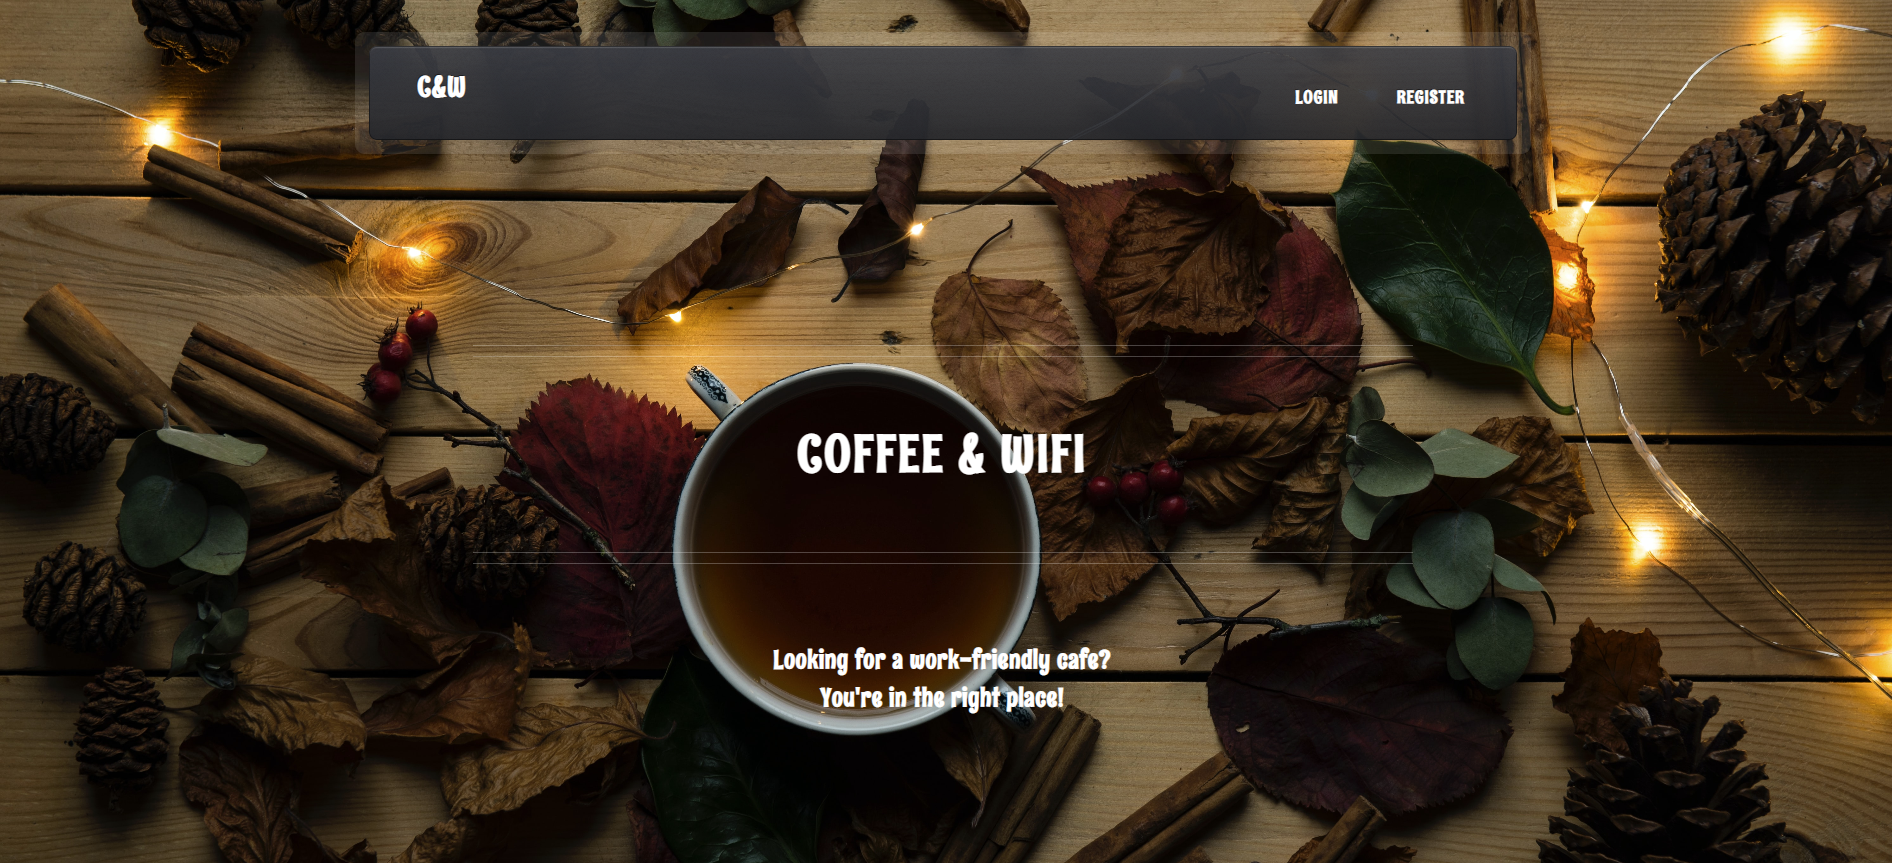 C&W
LOGIN
REGISTER
COFFEE & WIFI
Looking for a work-friendly cafe?
You're in the right place!